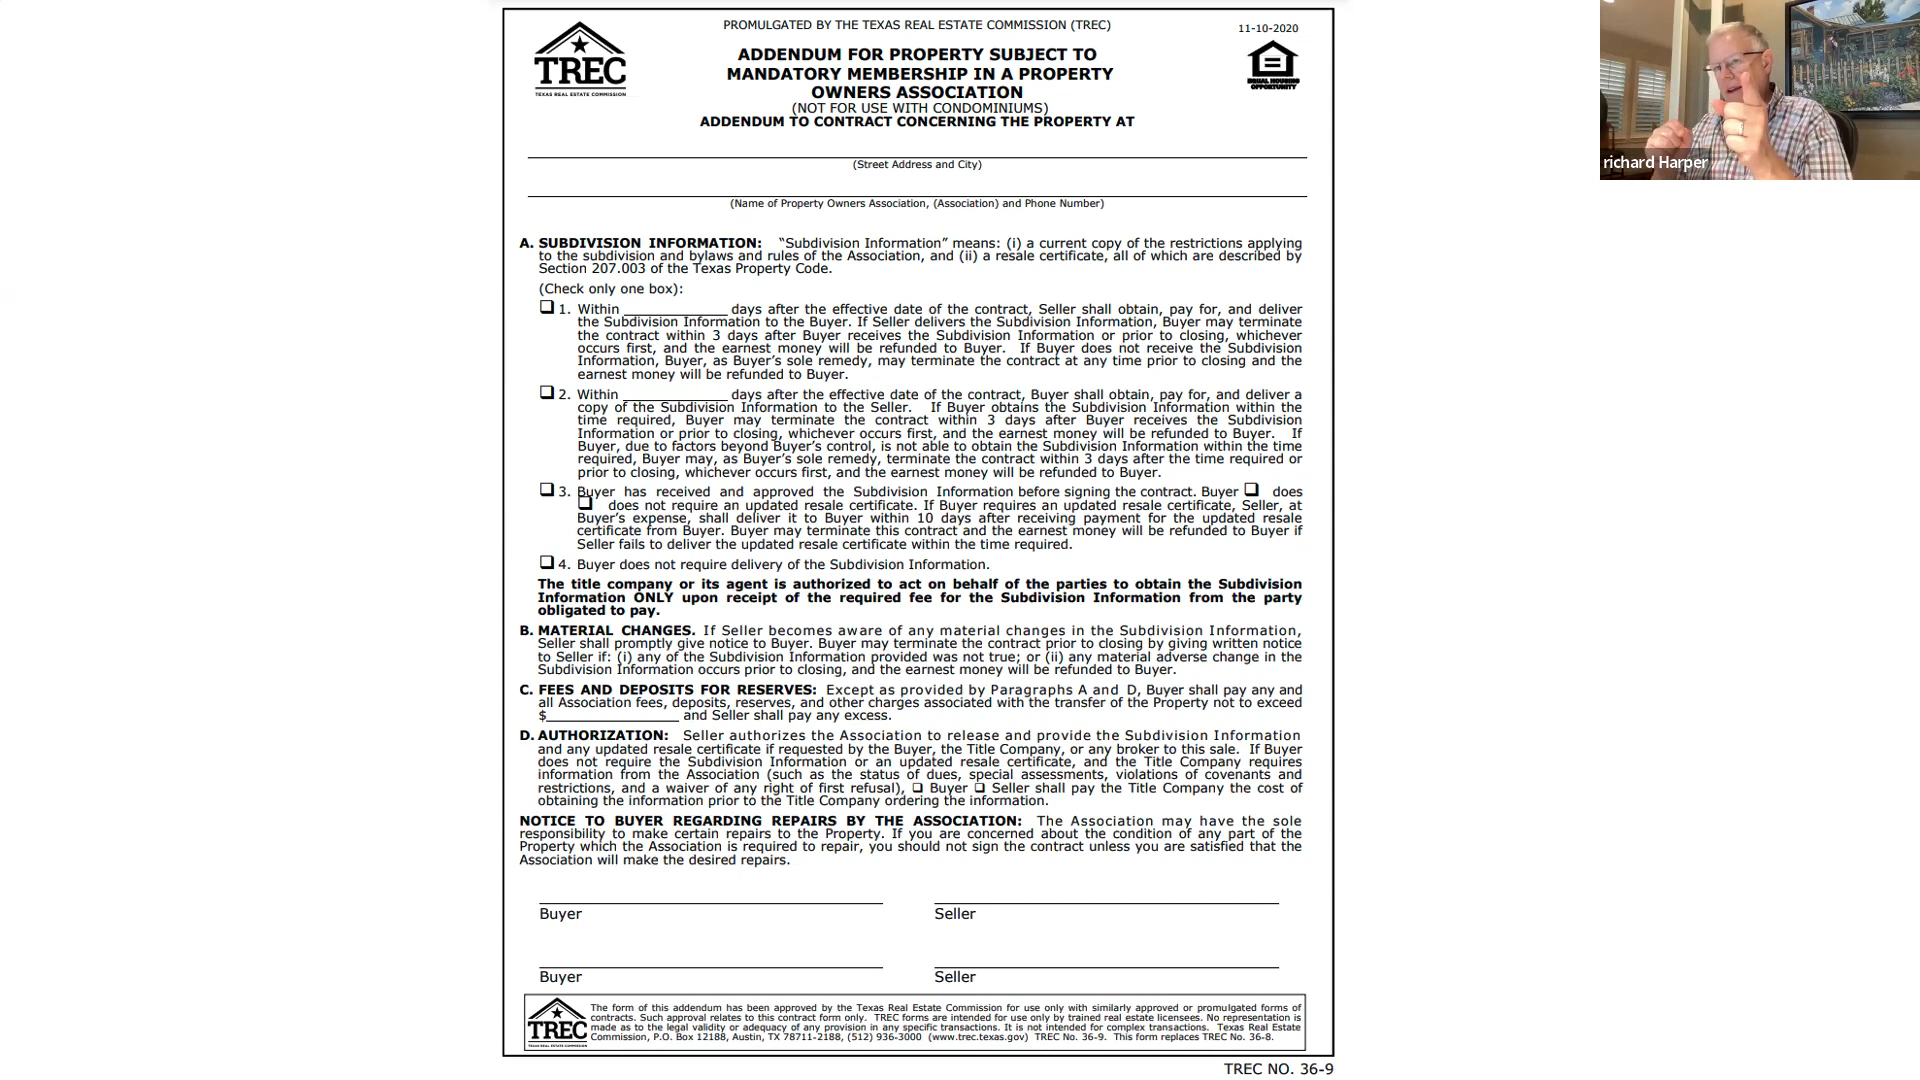 PROMULGATED BY THE TEXAS REAL ESTATE COMMISSION (TREC)
11-10-2020
TREC
TEXAS REAL ESTATE COMMISSION
ADDENDUM FOR PROPERTY SUBJECT TO
MANDATORY MEMBERSHIP IN A PROPERTY
OWNERS ASSOCIATION
(NOT FOR USE WITH CONDOMINIUMS)
ADDENDUM TO CONTRACT CONCERNING THE PROPERTY AT
EQUAL HOUSING
OPPORTUNITY
richard Harper
(Street Address and City)
(Name of Property Owners Association, (Association) and Phone Number)
A. SUBDIVISION INFORMATION: “Subdivision Information” means: (i) a current copy of the restrictions applying
to the subdivision and bylaws and rules of the Association, and (ii) a resale certificate, all of which are described by
Section 207.003 of the Texas Property Code.
(Check only one box):
❑ 1. Within _____________ days after the effective date of the contract, Seller shall obtain, pay for, and deliver
the Subdivision Information to the Buyer. If Seller delivers the Subdivision Information, Buyer may terminate
the contract within 3 days after Buyer receives the Subdivision Information or prior to closing, whichever
occurs first, and the earnest money will be refunded to Buyer. If Buyer does not receive the Subdivision
Information, Buyer, as Buyer’s sole remedy, may terminate the contract at any time prior to closing and the
earnest money will be refunded to Buyer.
❑ 2. Within _____________ days after the effective date of the contract, Buyer shall obtain, pay for, and deliver a
copy of the Subdivision Information to the Seller. If Buyer obtains the Subdivision Information within the
time required, Buyer may terminate the contract within 3 days after Buyer receives the Subdivision
Information or prior to closing, whichever occurs first, and the earnest money will be refunded to Buyer. If
Buyer, due to factors beyond Buyer’s control, is not able to obtain the Subdivision Information within the time
required, Buyer may, as Buyer’s sole remedy, terminate the contract within 3 days after the time required or
prior to closing, whichever occurs first, and the earnest money will be refunded to Buyer.
❑ 3. Buyer has received and approved the Subdivision Information before signing the contract. Buyer ❑ does
❑ does not require an updated resale certificate. If Buyer requires an updated resale certificate, Seller, at
Buyer’s expense, shall deliver it to Buyer within 10 days after receiving payment for the updated resale
certificate from Buyer. Buyer may terminate this contract and the earnest money will be refunded to Buyer if
Seller fails to deliver the updated resale certificate within the time required.
❑ 4. Buyer does not require delivery of the Subdivision Information.
The title company or its agent is authorized to act on behalf of the parties to obtain the Subdivision
Information ONLY upon receipt of the required fee for the Subdivision Information from the party
obligated to pay.
B. MATERIAL CHANGES. If Seller becomes aware of any material changes in the Subdivision Information,
Seller shall promptly give notice to Buyer. Buyer may terminate the contract prior to closing by giving written notice
to Seller if: (i) any of the Subdivision Information provided was not true; or (ii) any material adverse change in the
Subdivision Information occurs prior to closing, and the earnest money will be refunded to Buyer.
C. FEES AND DEPOSITS FOR RESERVES: Except as provided by Paragraphs A and D, Buyer shall pay any and
all Association fees, deposits, reserves, and other charges associated with the transfer of the Property not to exceed
$_________________ and Seller shall pay any excess.
D. AUTHORIZATION: Seller authorizes the Association to release and provide the Subdivision Information
and any updated resale certificate if requested by the Buyer, the Title Company, or any broker to this sale. If Buyer
does not require the Subdivision Information or an updated resale certificate, and the Title Company requires
information from the Association (such as the status of dues, special assessments, violations of covenants and
restrictions, and a waiver of any right of first refusal), ❑ Buyer ❑ Seller shall pay the Title Company the cost of
obtaining the information prior to the Title Company ordering the information.
NOTICE TO BUYER REGARDING REPAIRS BY THE ASSOCIATION: The Association may have the sole
responsibility to make certain repairs to the Property. If you are concerned about the condition of any part of the
Property which the Association is required to repair, you should not sign the contract unless you are satisfied that the
Association will make the desired repairs.
Buyer
Seller
Buyer
Seller
TREC
TEXAS REAL ESTATE COMMISSION
The form of this addendum has been approved by the Texas Real Estate Commission for use only with similarly approved or promulgated forms of
contracts. Such approval relates to this contract form only. TREC forms are intended for use only by trained real estate licensees. No representation is
made as to the legal validity or adequacy of any provision in any specific transactions. It is not intended for complex transactions. Texas Real Estate
Commission, P.O. Box 12188, Austin, TX 78711-2188, (512) 936-3000 (www.trec.texas.gov) TREC No. 36-9. This form replaces TREC No. 36-8.
TREC NO. 36-9